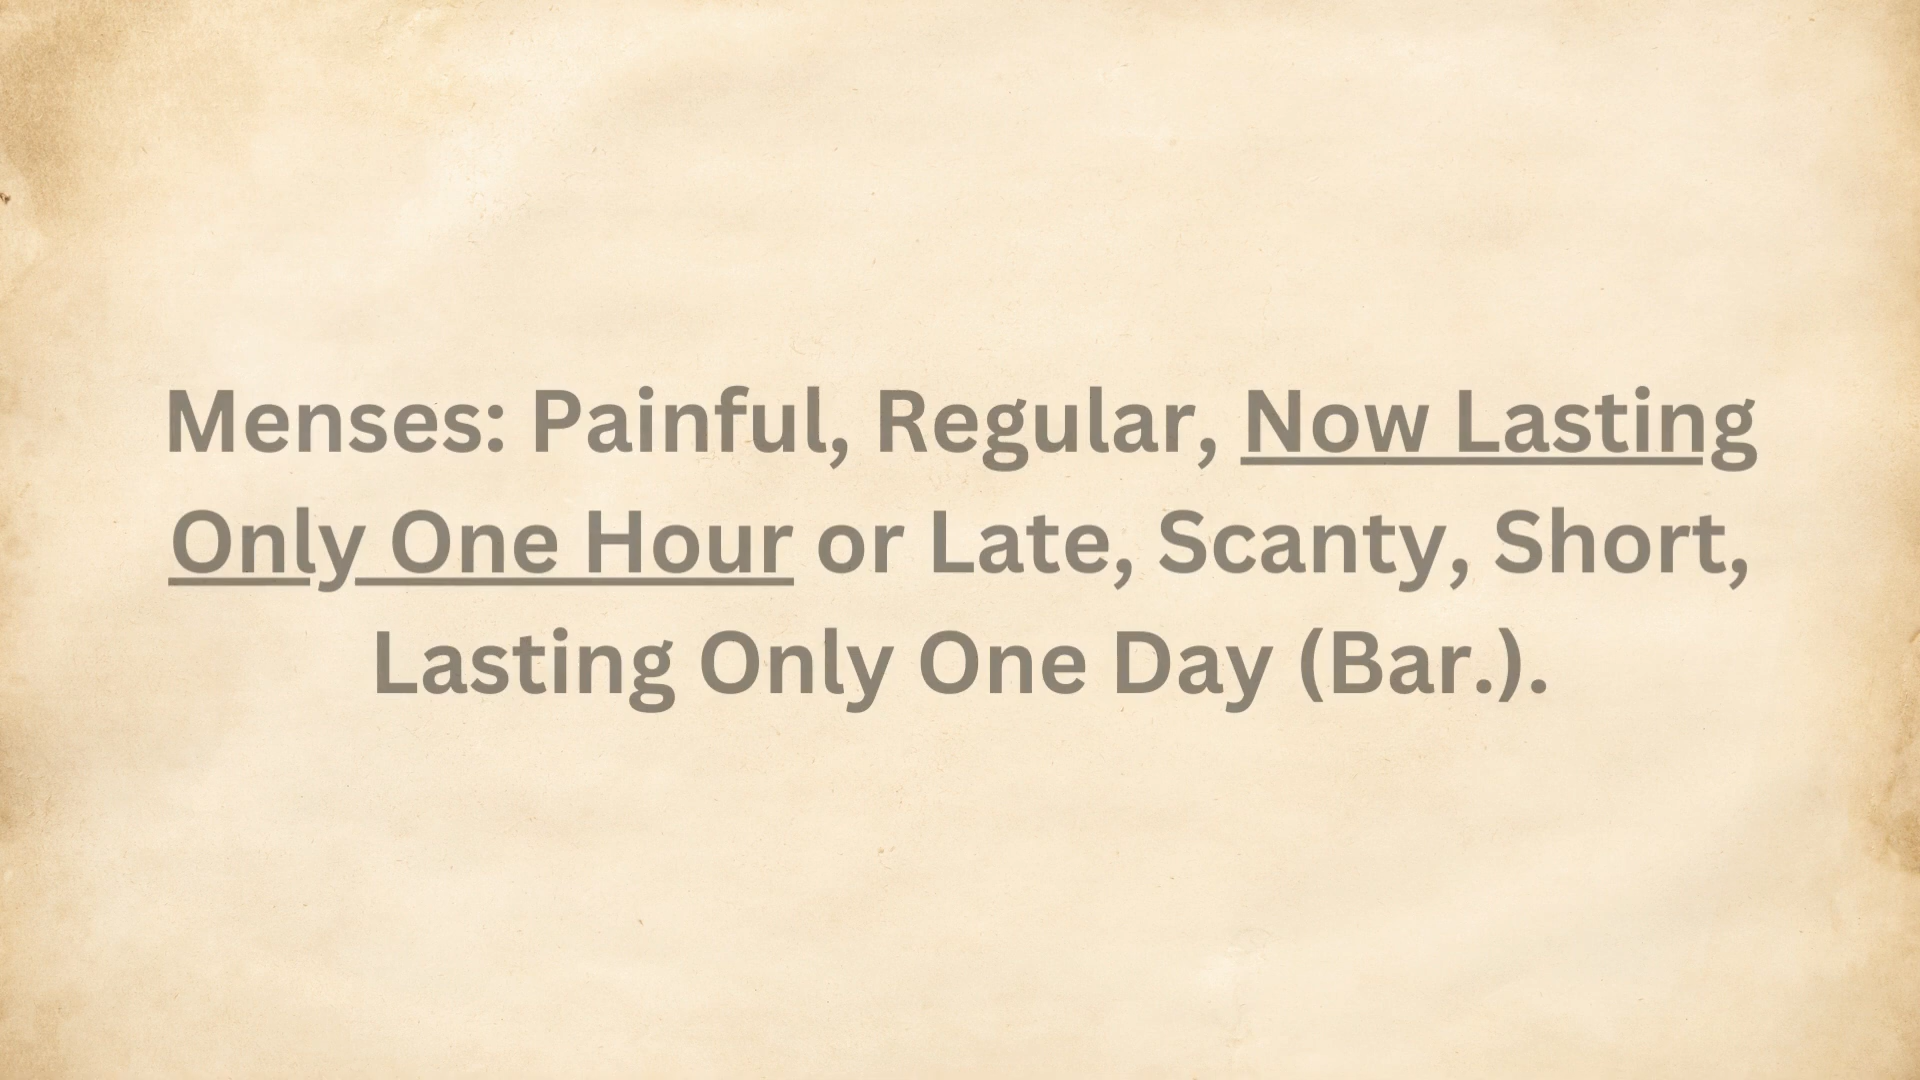 Menses: Painful, Regular, Now Lasting
Only One Hour or Late, Scanty, Short,
Lasting Only One Day (Bar.).